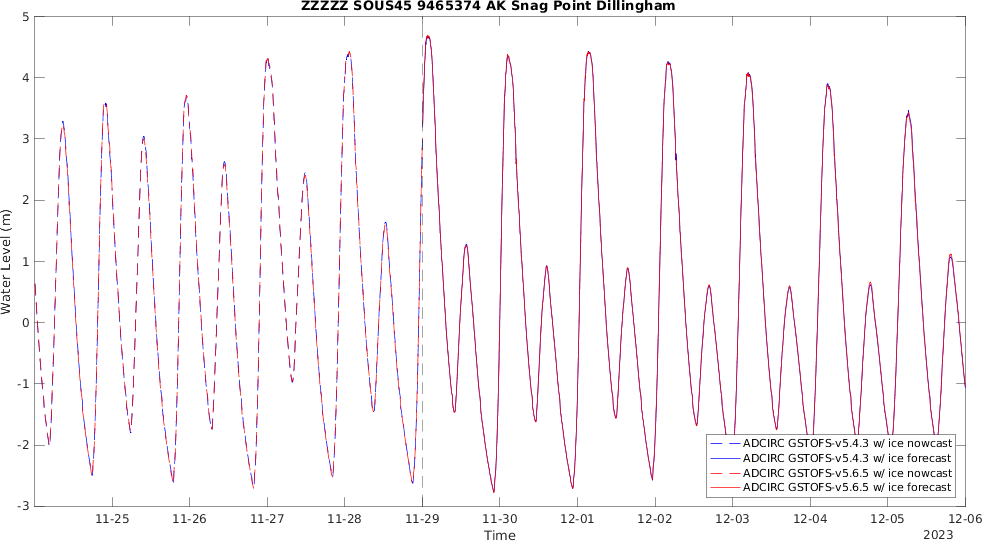 ZZZZZ SOUS45 9465374 AK Snag Point Dillingham
5
4
3
2
1
0
-1
-2
-3
Water Level (m)
11-25 11-26 11-27 11-28 11-29 11-30 12-01 12-02 12-03 12-04 12-05 12-06
Time
2023
ADCIRC GSTOFS-v5.4.3 w/ ice nowcast
ADCIRC GSTOFS-v5.4.3 w/ ice forecast
ADCIRC GSTOFS-v5.6.5 w/ ice nowcast
ADCIRC GSTOFS-v5.6.5 w/ ice forecast